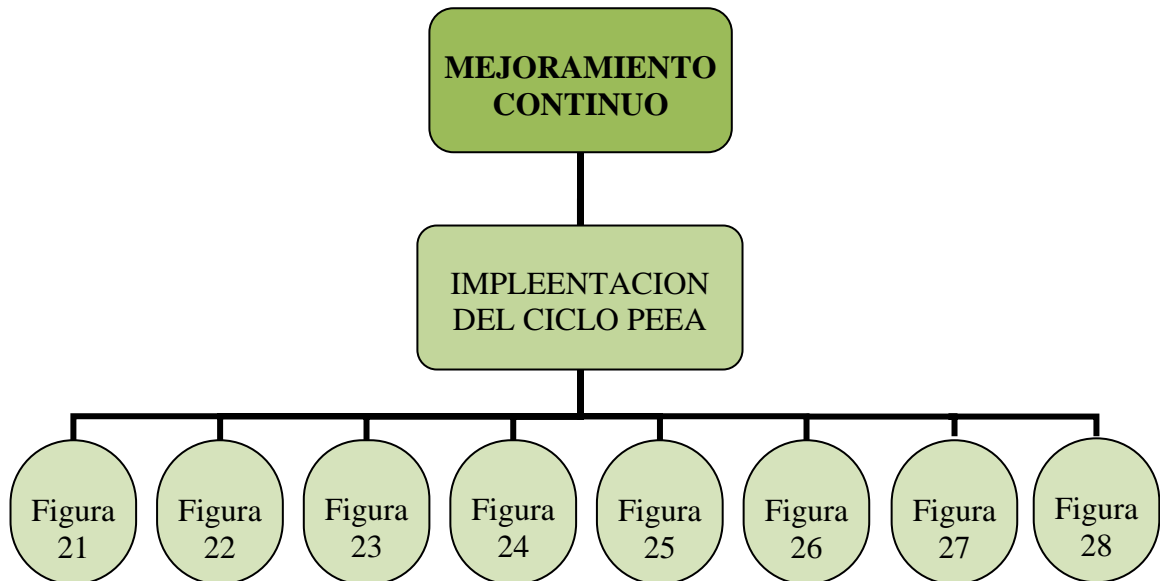 MEJORAMIENTO
CONTINUO
IMPLEENTACION
DEL CICLO PEEA
Figura
21
Figura
22
Figura
23
Figura
24
Figura
25
Figura
26
Figura
27
Figura
28